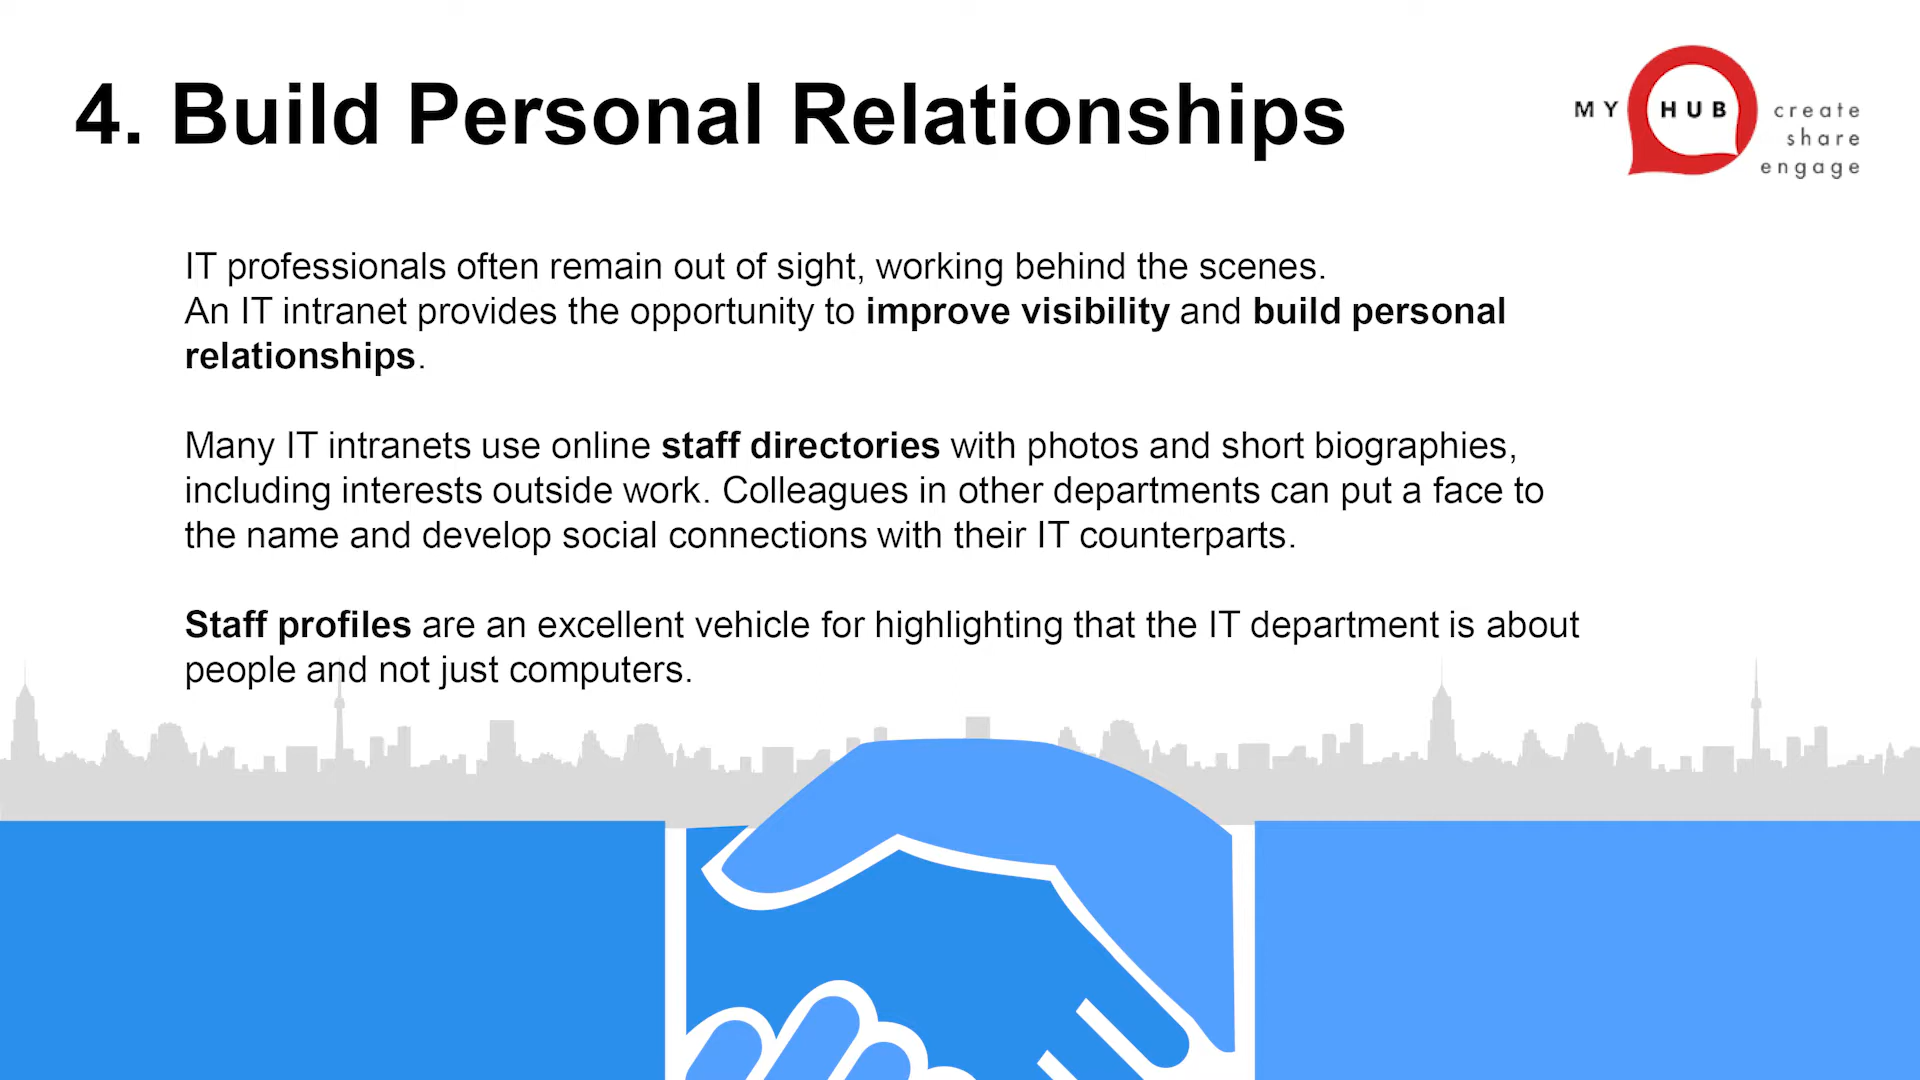 4. Build Personal Relationships
MY HUB create
share
engage
IT professionals often remain out of sight, working behind the scenes.
An IT intranet provides the opportunity to improve visibility and build personal
relationships.
Many IT intranets use online staff directories with photos and short biographies,
including interests outside work. Colleagues in other departments can put a face to
the name and develop social connections with their IT counterparts.
Staff profiles are an excellent vehicle for highlighting that the IT department is about
people and not just computers.